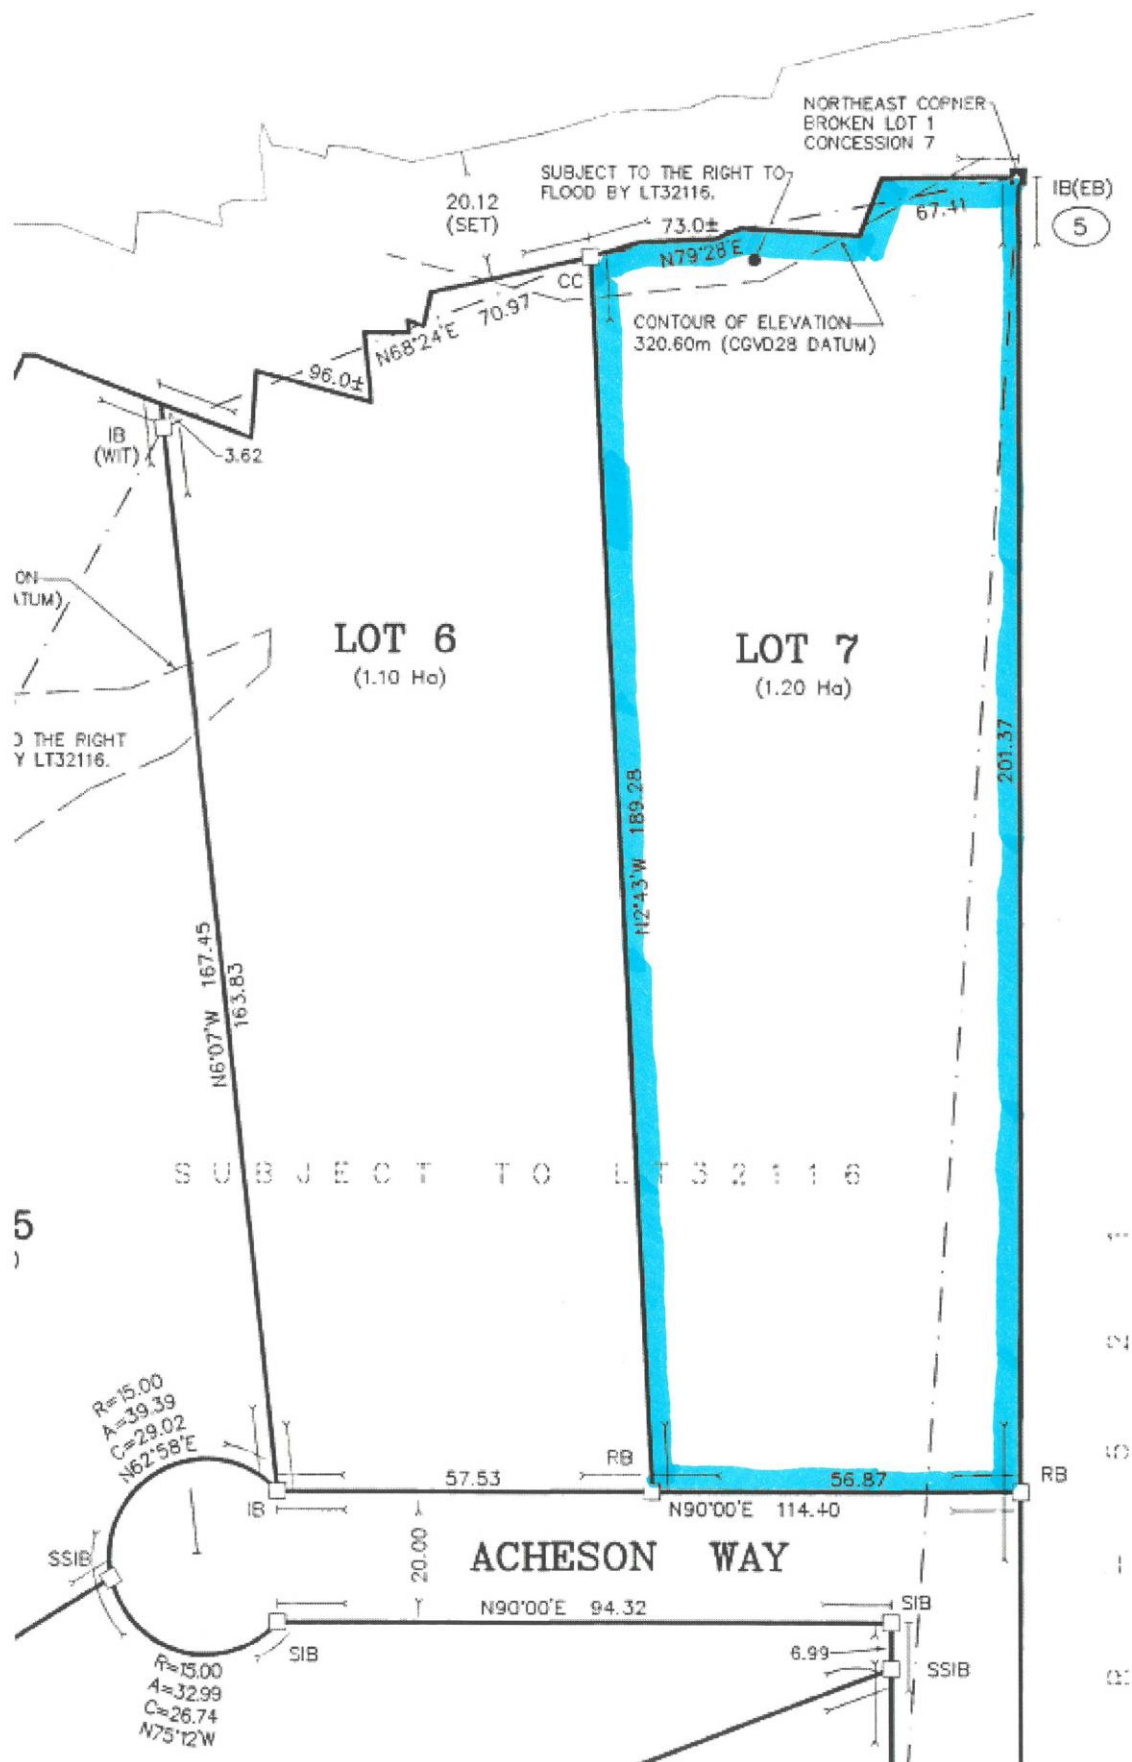 NORTHEAST CORNER
BROKEN LOT 1
CONCESSION 7
SUBJECT TO THE RIGHT TO
FLOOD BY LT32116.
IB(EB)
5
20.12
(SET)
73.0±
67.41
N79°28'E
CC
N68°24'E 70.97
96.0±
CONTOUR OF ELEVATION
320.60m (CGVD28 DATUM)
IB
(WIT)
3.62
ON
ATUM)
LOT 6
(1.10 Ha)
LOT 7
(1.20 Ha)
O THE RIGHT
Y LT32116.
201.37
N2°43'W 189.28
N6°07'W 167.45
163.83
SUBJECT TO LT32116
5
)
R=15.00
A=39.39
C=29.02
N62°58'E
RB
RB
57.53
56.87
IB
N90°00'E 114.40
SSIB
20.00
ACHESON WAY
N90°00'E 94.32
SIB
SIB
6.99
SSIB
R=15.00
A=32.99
C=26.74
N75°12'W